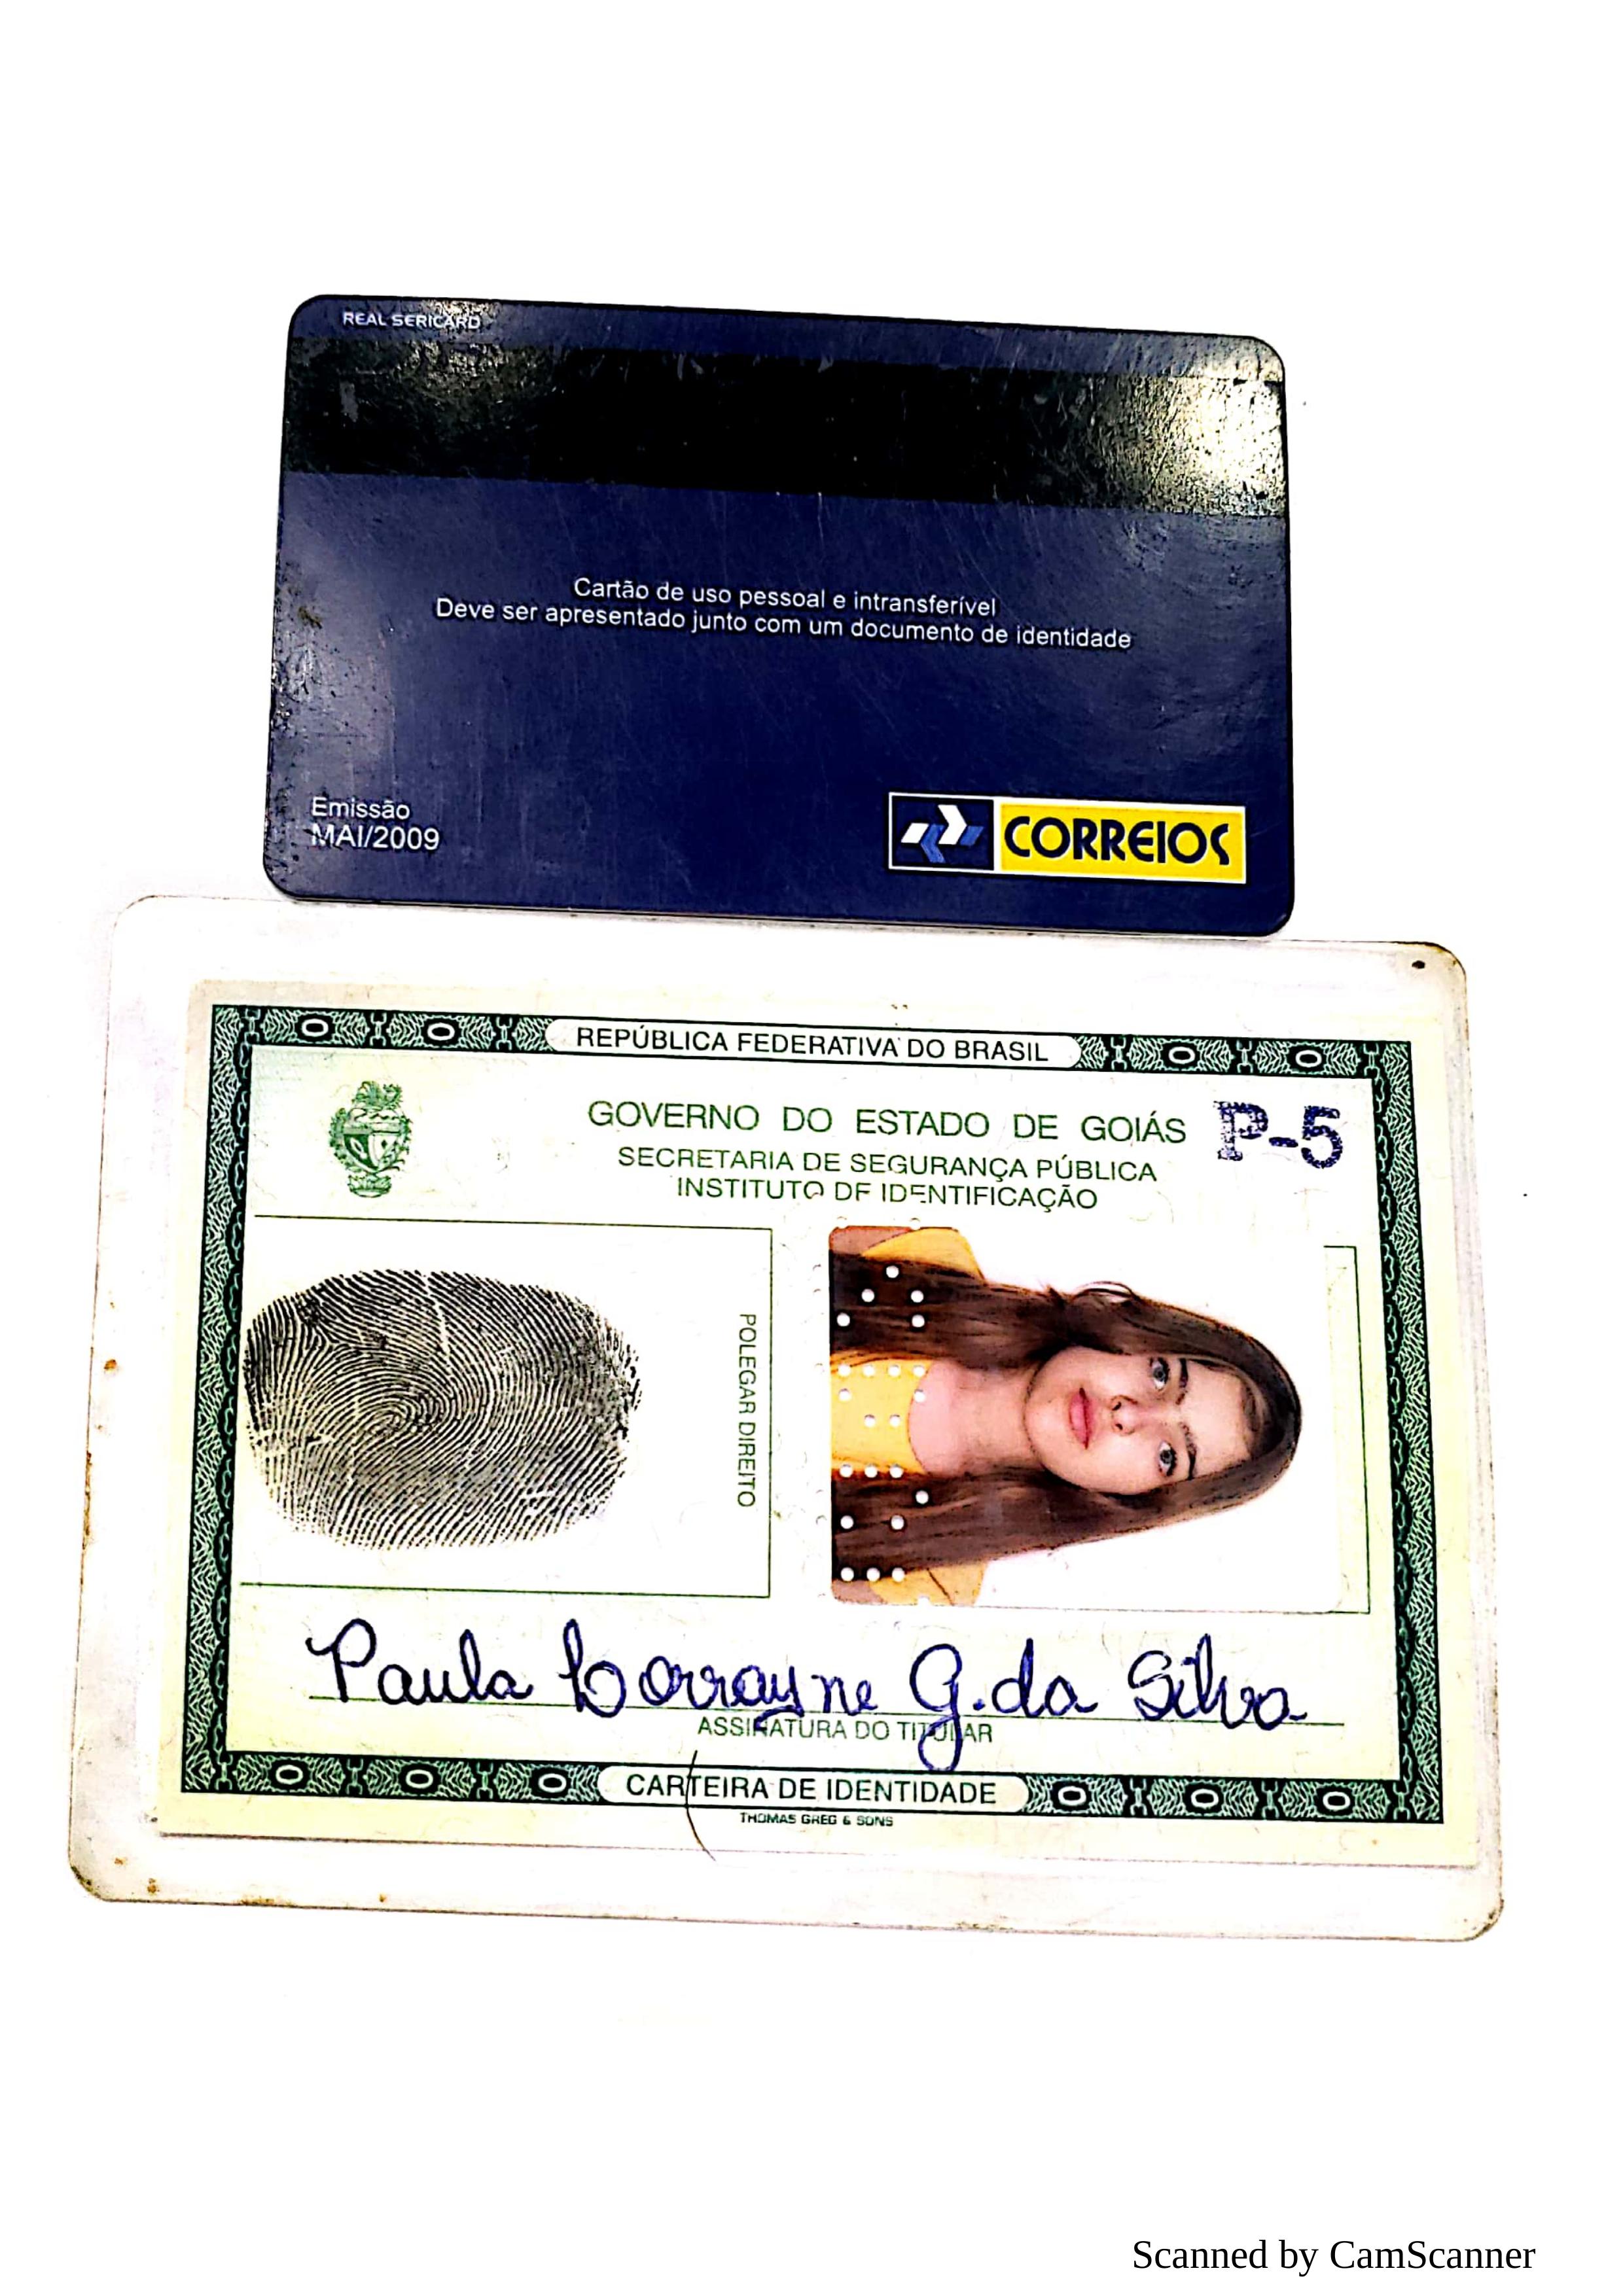 REAL SERICARD
Cartão de uso pessoal e intransferível
Deve ser apresentado junto com um documento de identidade
Emissão
MAI/2009
CORREIOS
REPÚBLICA FEDERATIVA DO BRASIL
GOVERNO DO ESTADO DE GOIÁS
P-5
SECRETARIA DE SEGURANÇA PÚBLICA
INSTITUTO DE IDENTIFICAÇÃO
POLEGAR DIREITO
Paula Lorrayne G. da Silva
ASSINATURA DO TITULAR
CARTEIRA DE IDENTIDADE
THOMAS GREG & SONS
Scanned by CamScanner